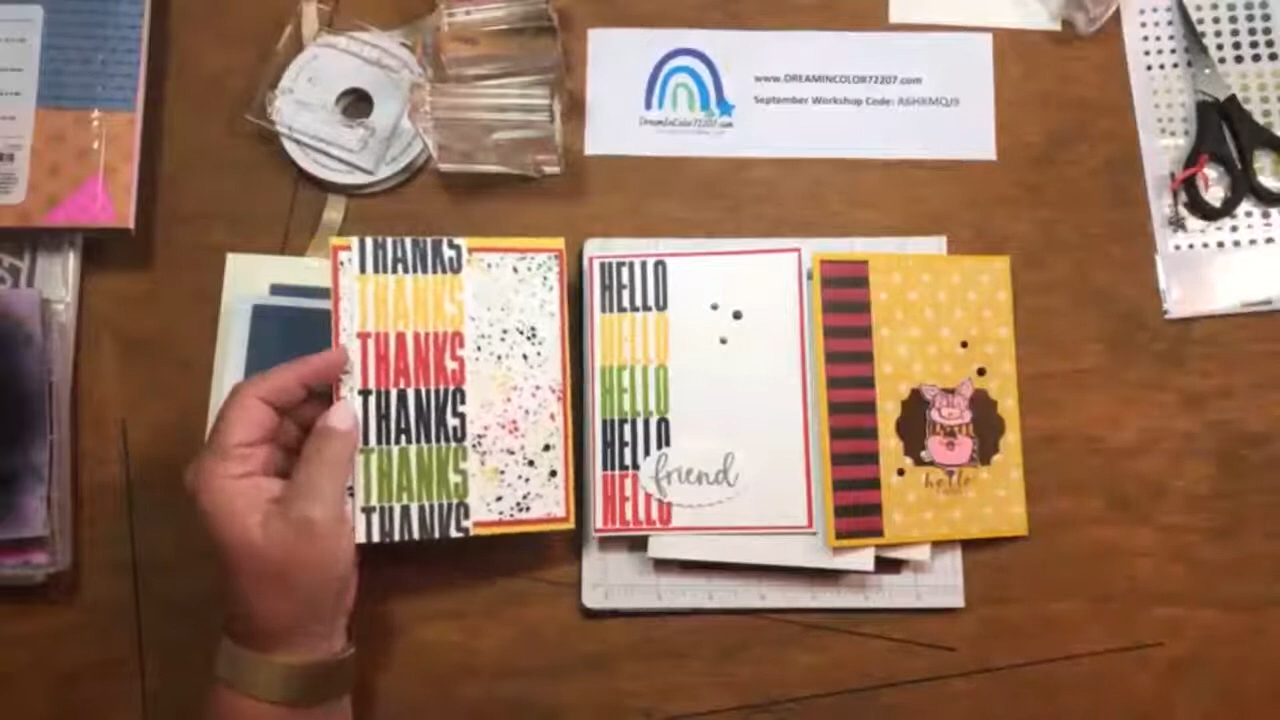 www.DREAMINCOLOR72207.com
September Workshop Code: A6HKMQJ9
DreamInColor72207.com
THANKS
THANKS
THANKS
THANKS
THANKS
THANKS
HELLO
HELLO
HELLO
HELLO
HELLO
friend
hello